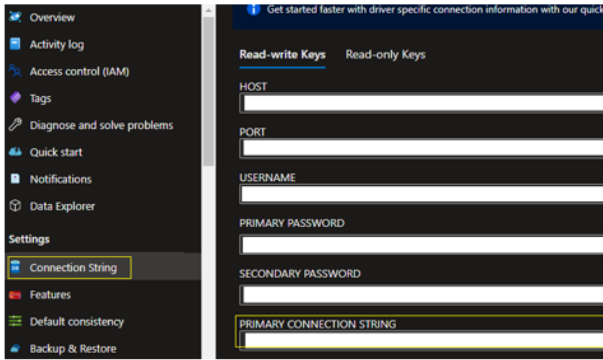 Overview
Activity log
Access control (IAM)
Tags
Diagnose and solve problems
Quick start
Notifications
Data Explorer
Settings
Connection String
Features
Default consistency
Backup & Restore
Get started faster with driver specific connection information with our quick
Read-write Keys Read-only Keys
HOST
PORT
USERNAME
PRIMARY PASSWORD
SECONDARY PASSWORD
PRIMARY CONNECTION STRING